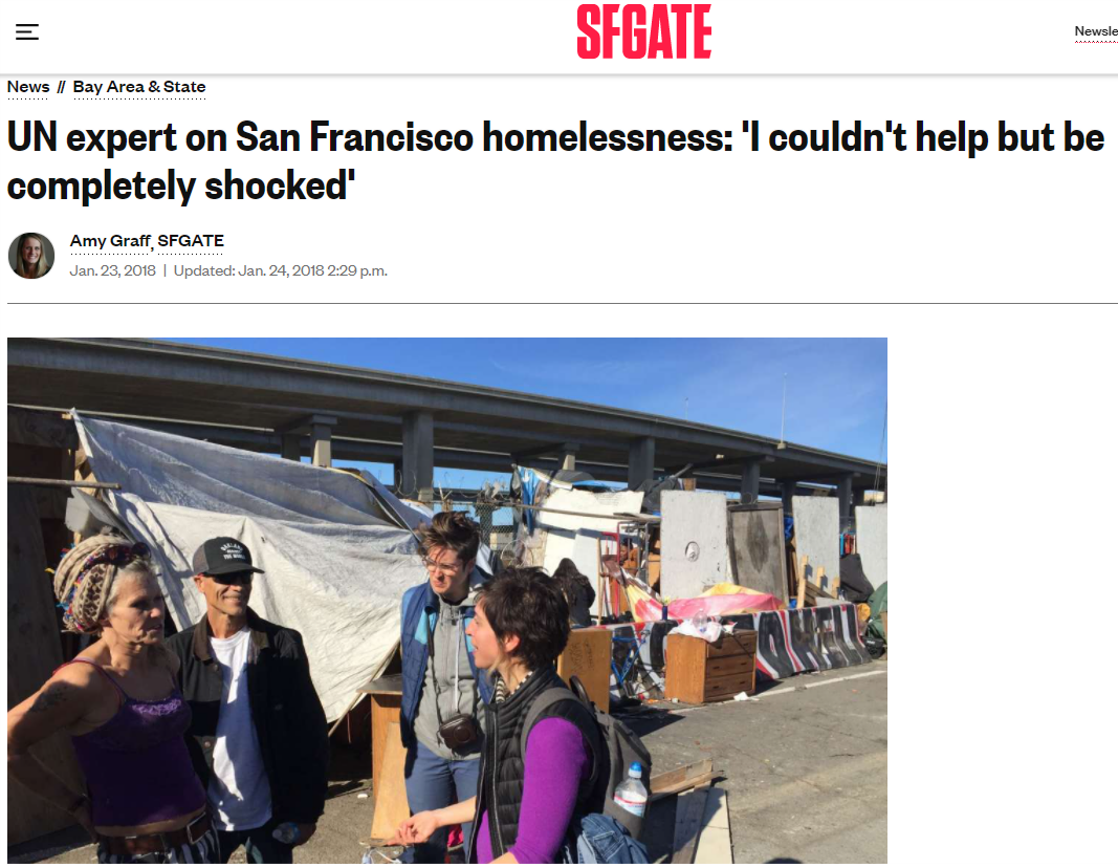 SFGATE
Newsle
News // Bay Area & State
UN expert on San Francisco homelessness: 'I couldn't help but be
completely shocked'
Amy Graff, SFGATE
Jan. 23, 2018 | Updated: Jan. 24, 2018 2:29 p.m.